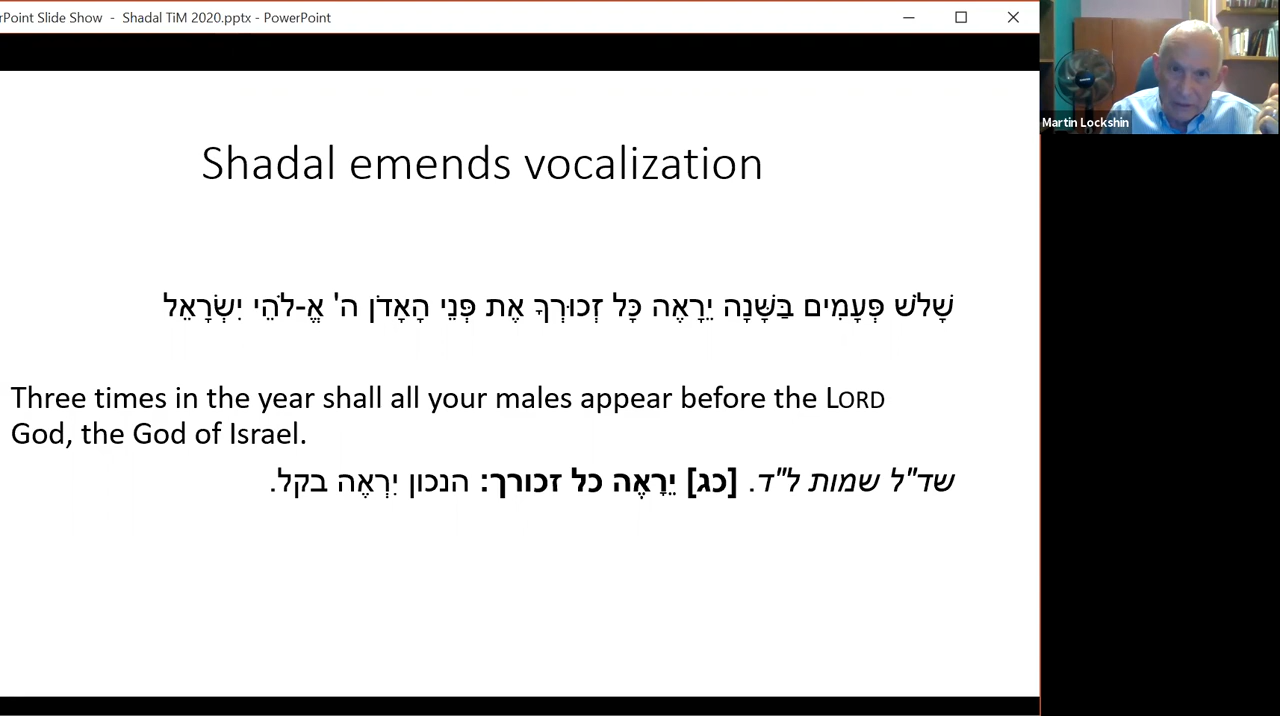 rPoint Slide Show - Shadal TiM 2020.pptx - PowerPoint
Martin Lockshin
Shadal emends vocalization
שָׁלֹשׁ פְּעָמִים בַּשָּׁנָה יֵרָאֶה כָּל זְכוּרְךָ אֶת פְּנֵי הָאָדֹן ה' אֱ-לֹהֵי יִשְׂרָאֵל
Three times in the year shall all your males appear before the LORD
God, the God of Israel.
שד"ל שמות ל"ד. [כג] יֵרָאֶה כל זכורך: הנכון יִרְאֶה בקל.